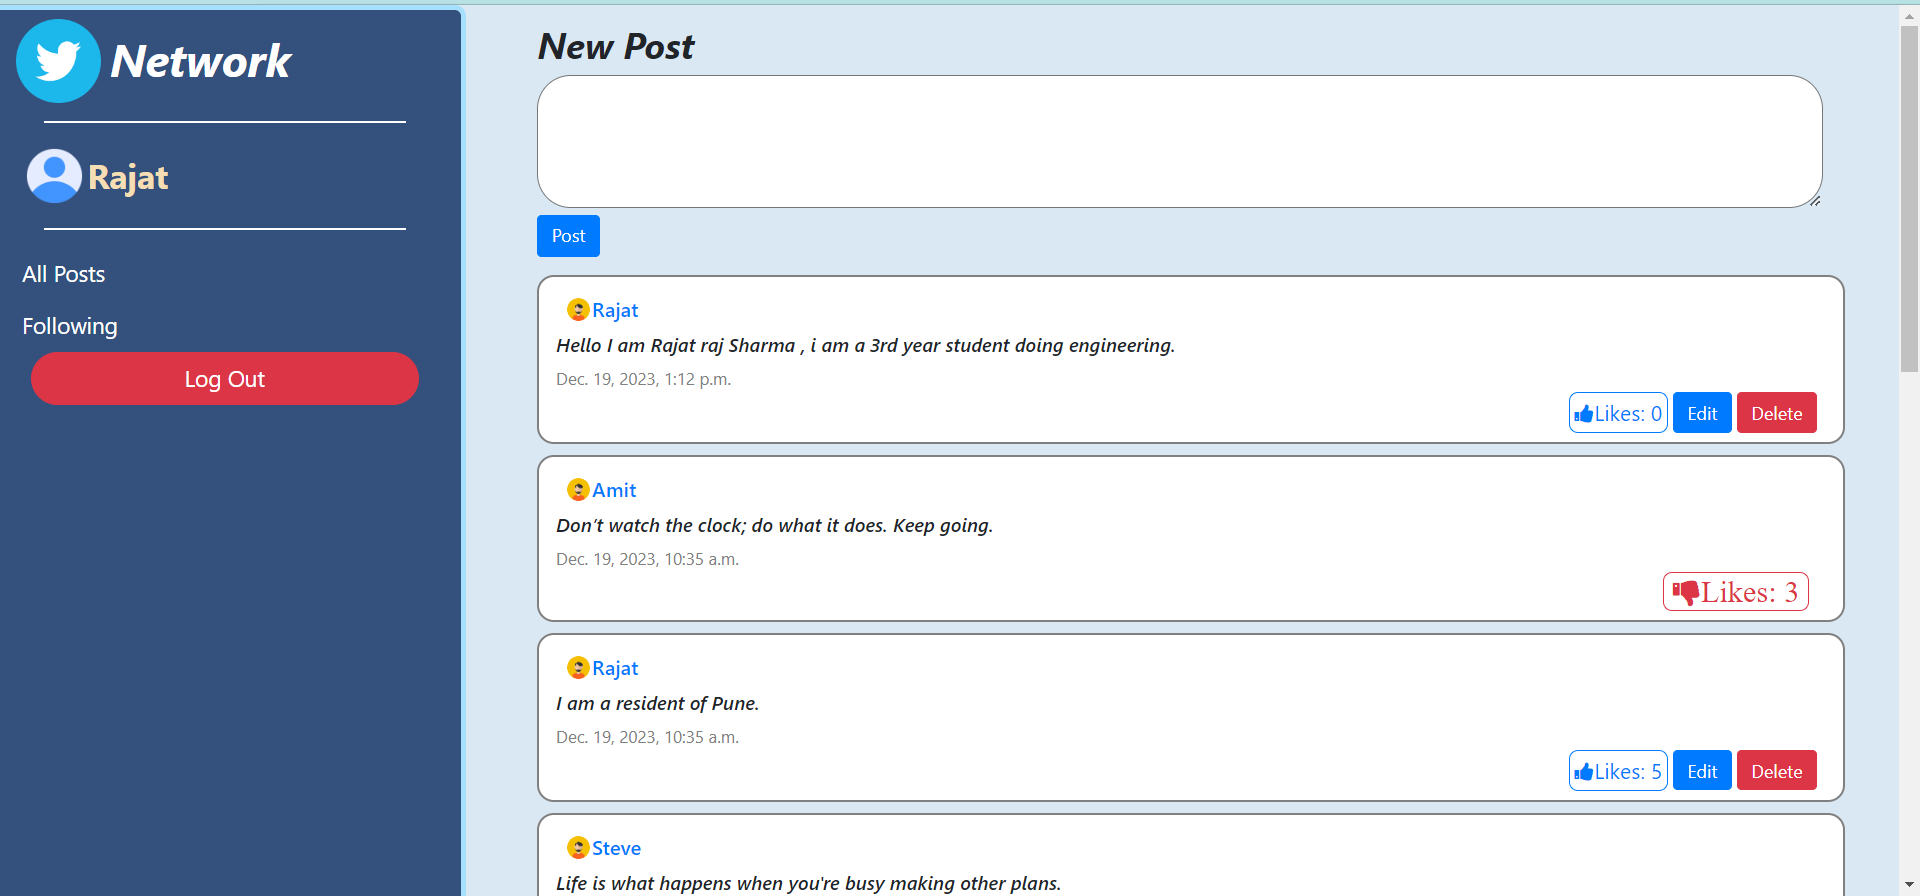 Network
Rajat
All Posts
Following
Log Out
New Post
Post
Rajat
Hello I am Rajat raj Sharma , i am a 3rd year student doing engineering.
Dec. 19, 2023, 1:12 p.m.
Likes: 0 Edit Delete
Amit
Don't watch the clock; do what it does. Keep going.
Dec. 19, 2023, 10:35 a.m.
Likes: 3
Rajat
I am a resident of Pune.
Dec. 19, 2023, 10:35 a.m.
Likes: 5 Edit Delete
Steve
Life is what happens when you're busy making other plans.